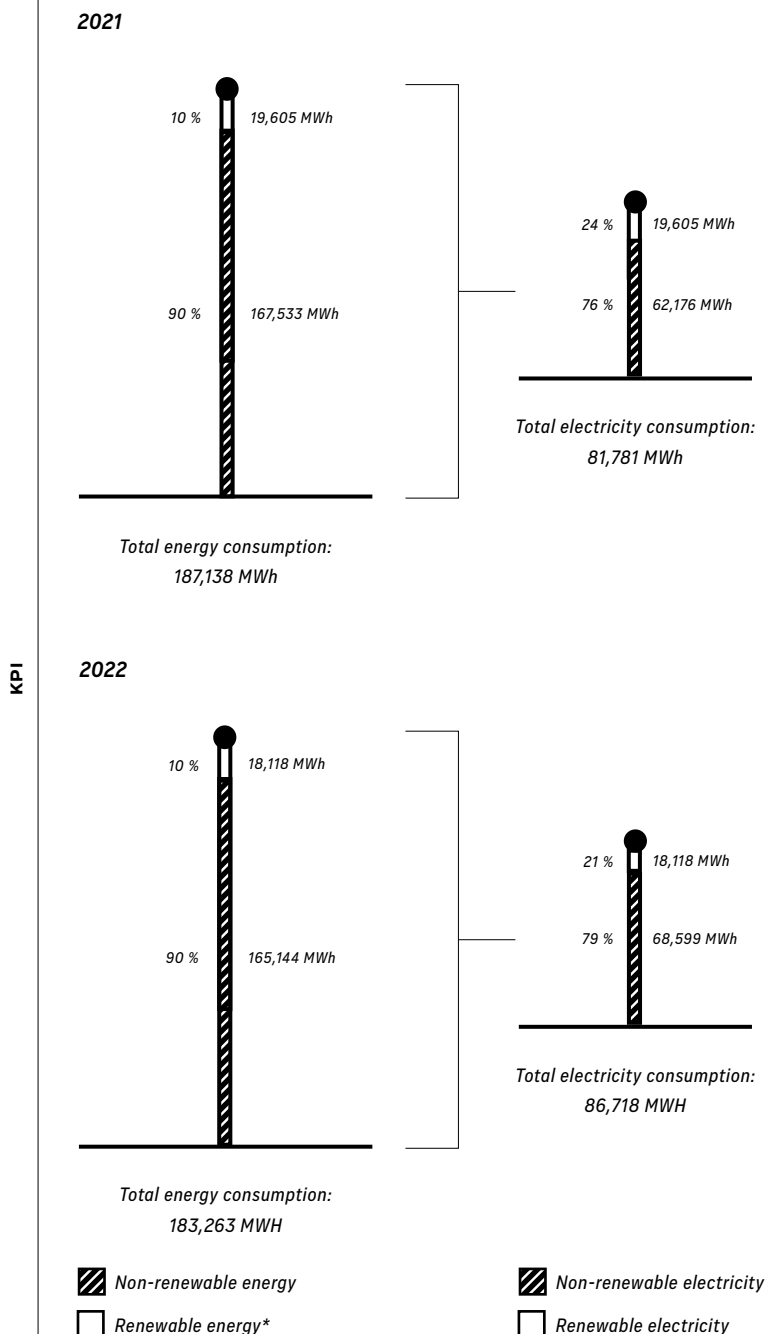 KPI
2021
10 % 19,605 MWh
90 % 167,533 MWh
Total energy consumption:
187,138 MWh
24 % 19,605 MWh
76 % 62,176 MWh
Total electricity consumption:
81,781 MWh
2022
10 % 18,118 MWh
90 % 165,144 MWh
Total energy consumption:
183,263 MWH
21 % 18,118 MWh
79 % 68,599 MWh
Total electricity consumption:
86,718 MWH
Non-renewable energy
Renewable energy*
Non-renewable electricity
Renewable electricity